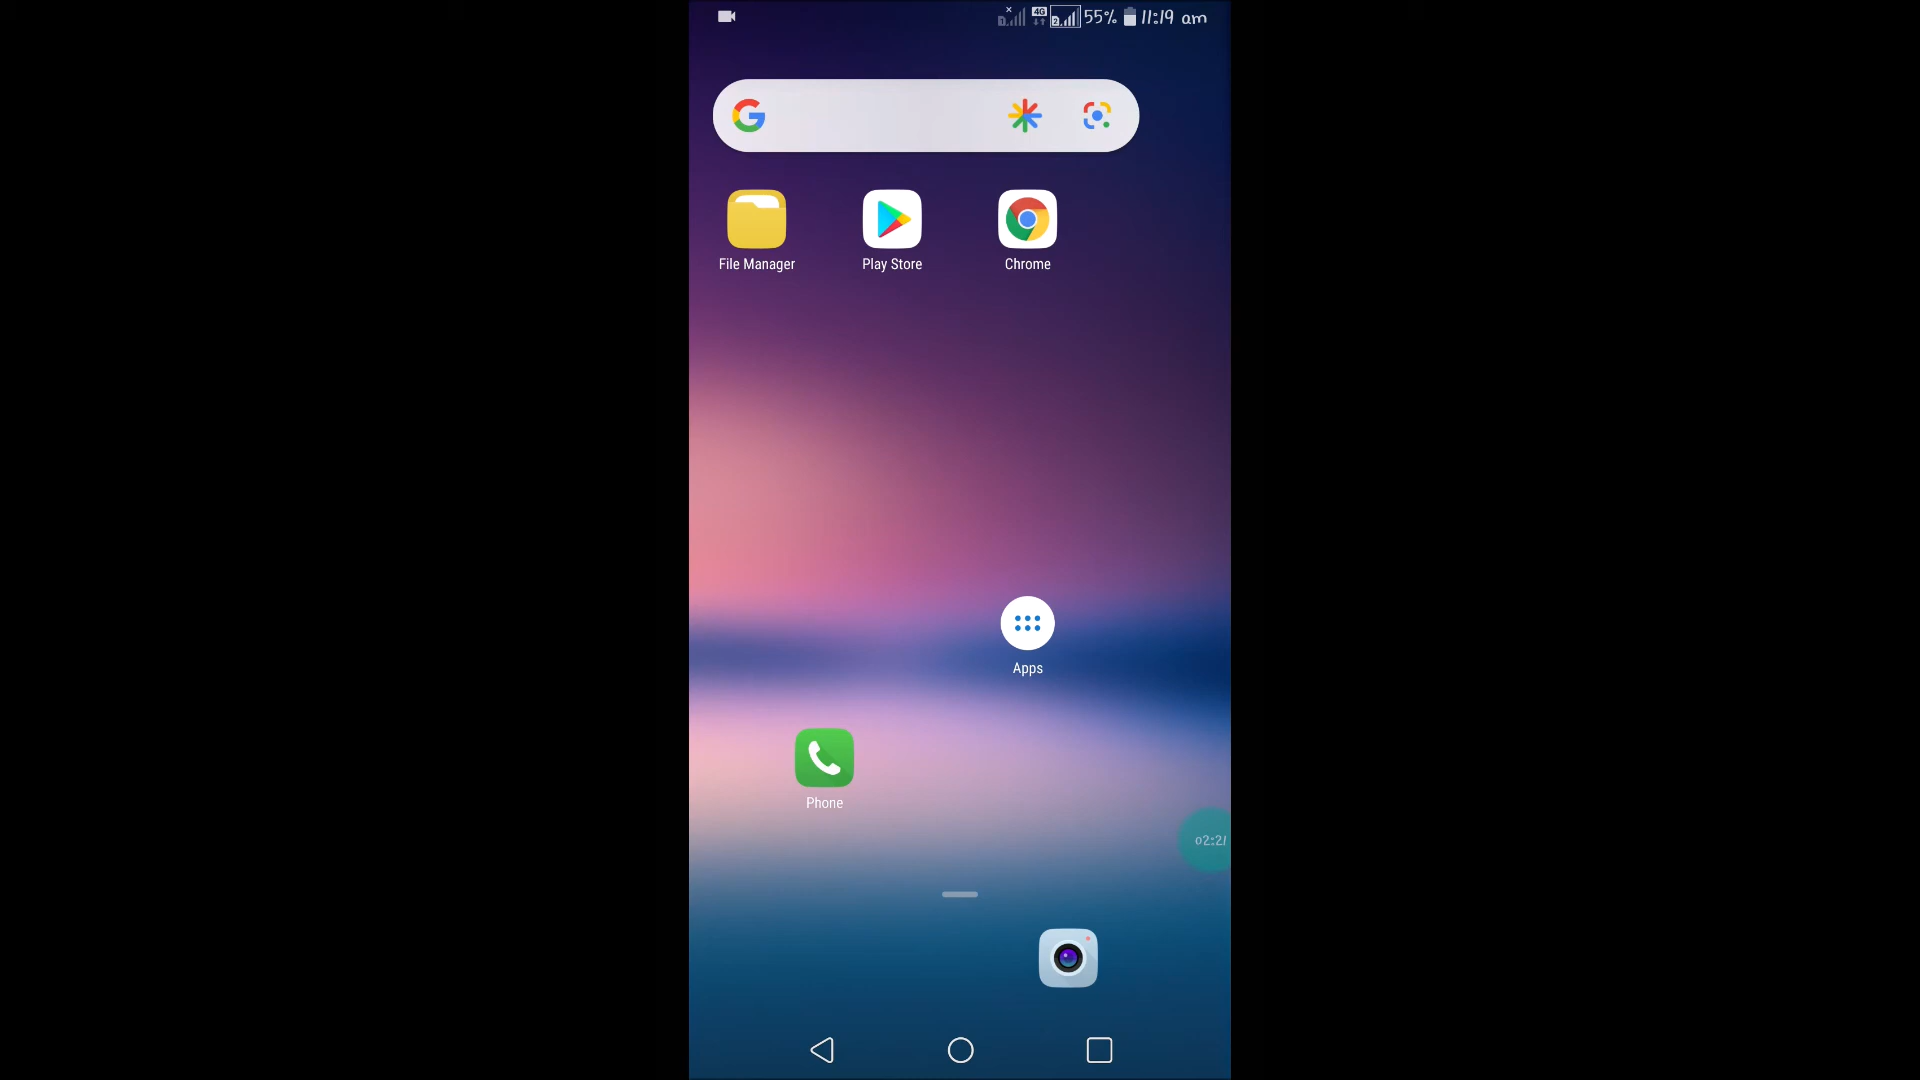 4G 55% 11:19 am
File Manager Play Store Chrome
Apps
Phone
02:21